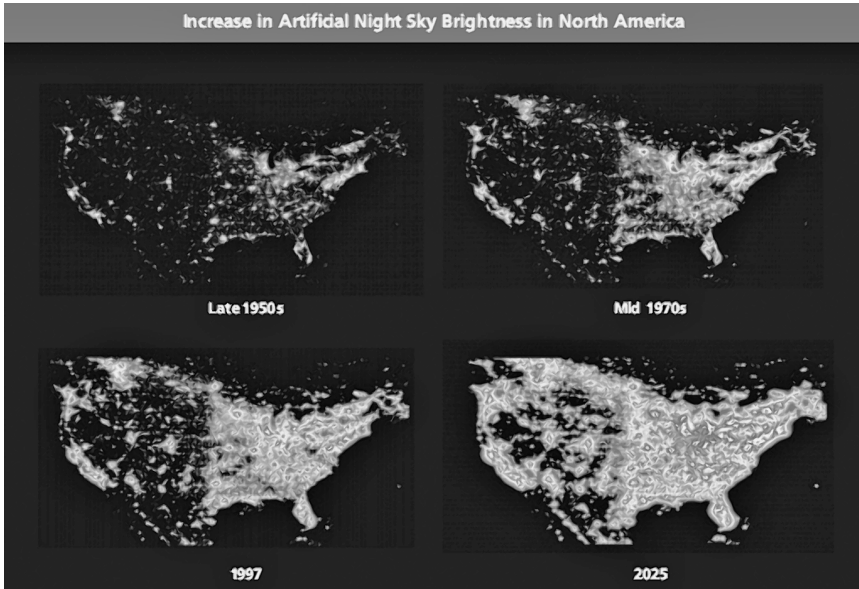 Increase in Artificial Night Sky Brightness in North America
Late 1950s
Mid 1970s
1997
2025